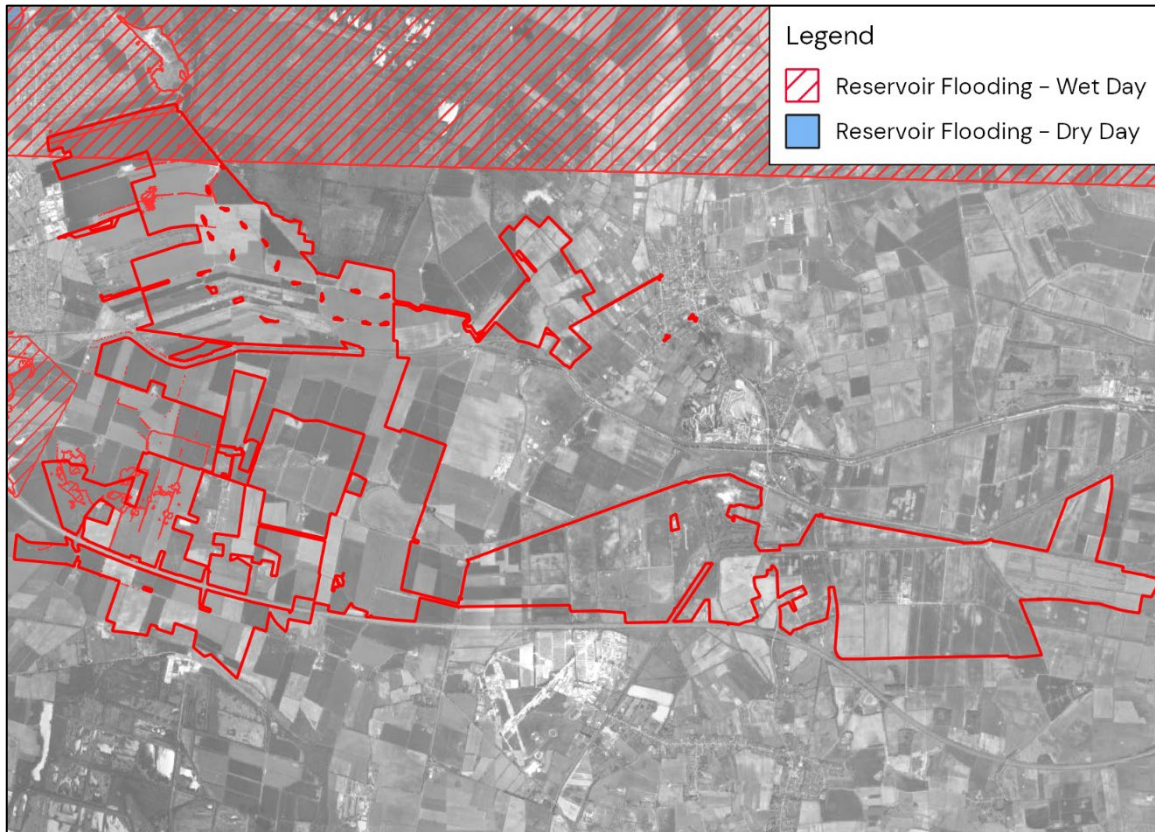 Legend
Reservoir Flooding - Wet Day
Reservoir Flooding - Dry Day